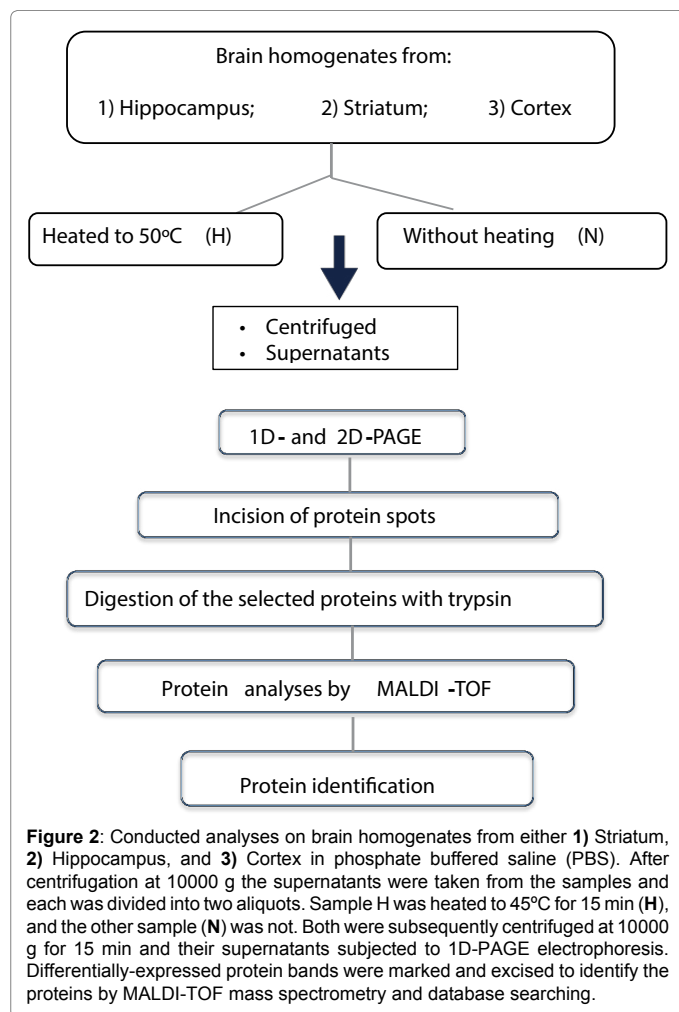 Brain homogenates from:
1) Hippocampus; 2) Striatum; 3) Cortex
Heated to 50ºC (H) Without heating (N)
• Centrifuged
• Supernatants
1D- and 2D-PAGE
Incision of protein spots
Digestion of the selected proteins with trypsin
Protein analyses by MALDI -TOF
Protein identification
Figure 2: Conducted analyses on brain homogenates from either 1) Striatum,
2) Hippocampus, and 3) Cortex in phosphate buffered saline (PBS). After
centrifugation at 10000 g the supernatants were taken from the samples and
each was divided into two aliquots. Sample H was heated to 45ºC for 15 min (H),
and the other sample (N) was not. Both were subsequently centrifuged at 10000
g for 15 min and their supernatants subjected to 1D-PAGE electrophoresis.
Differentially-expressed protein bands were marked and excised to identify the
proteins by MALDI-TOF mass spectrometry and database searching.